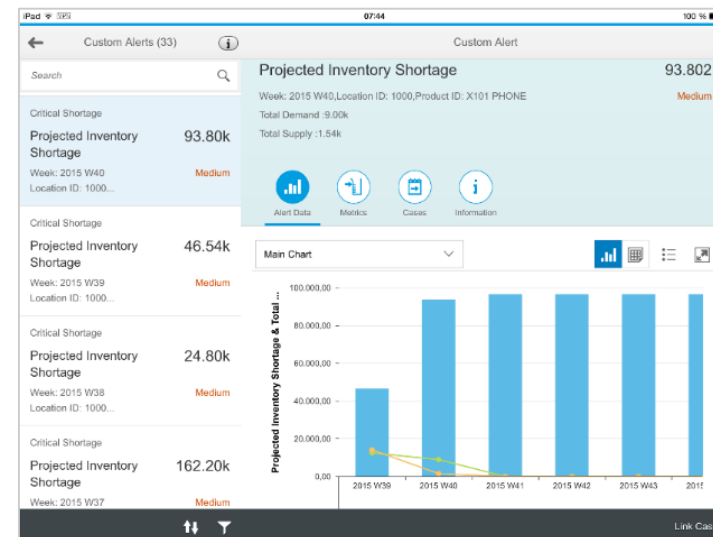 iPad VPN 07:44 100 %
Custom Alerts (33)
Custom Alert
Search
Critical Shortage
Projected Inventory 93.80k
Shortage
Week: 2015 W40 Medium
Location ID: 1000...
Critical Shortage
Projected Inventory 46.54k
Shortage
Week: 2015 W39 Medium
Location ID: 1000...
Critical Shortage
Projected Inventory 24.80k
Shortage
Week: 2015 W38 Medium
Location ID: 1000...
Critical Shortage
Projected Inventory 162.20k
Shortage
Week: 2015 W37 Medium
Projected Inventory Shortage 93.802
Week: 2015 W40,Location ID: 1000,Product ID: X101 PHONE Medium
Total Demand :9.00k
Total Supply :1.54k
Alert Data Metrics Cases Information
Main Chart
Projected Inventory Shortage & Total ...
100.000,00
80.000,00
60.000,00
40.000,00
20.000,00
0,00
2015 W39 2015 W40 2015 W41 2015 W42 2015 W43 2015
Link Cas